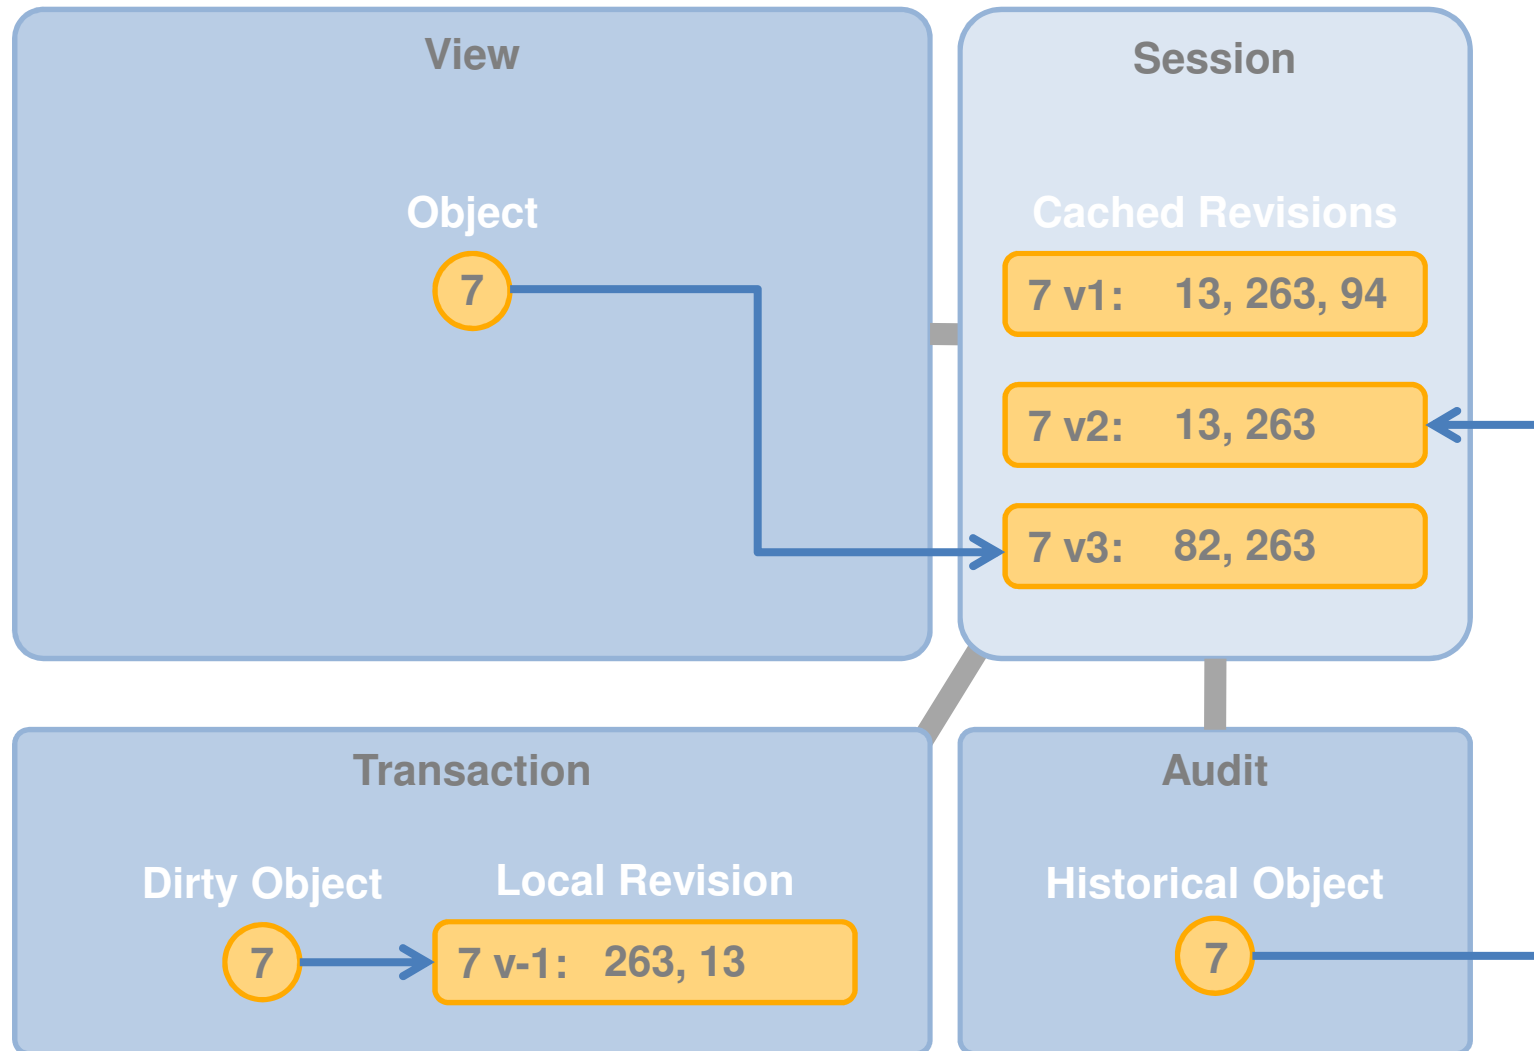 View
Object
7
Session
Cached Revisions
7 v1: 13, 263, 94
7 v2: 13, 263
7 v3: 82, 263
Transaction
Dirty Object
7
Local Revision
7 v-1: 263, 13
Audit
Historical Object
7